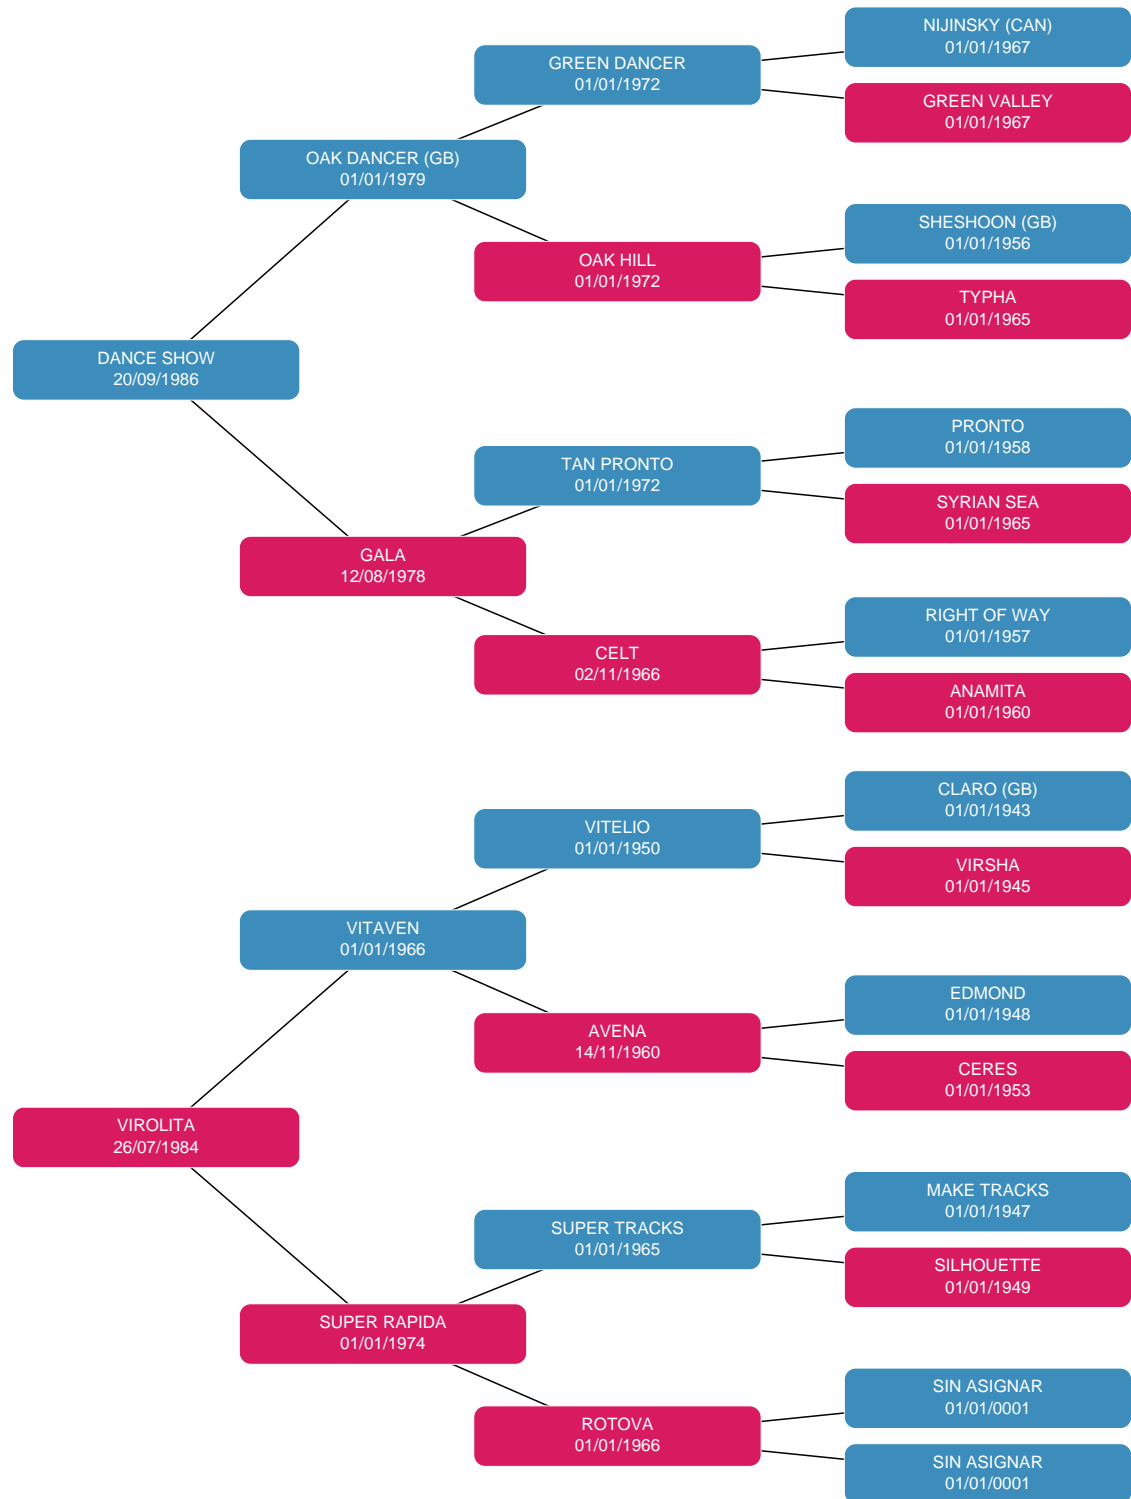 NIJINSKY (CAN)
01/01/1967
GREEN DANCER
01/01/1972
GREEN VALLEY
01/01/1967
OAK DANCER (GB)
01/01/1979
SHESHOON (GB)
01/01/1956
OAK HILL
01/01/1972
TYPHA
01/01/1965
DANCE SHOW
20/09/1986
PRONTO
01/01/1958
TAN PRONTO
01/01/1972
SYRIAN SEA
01/01/1965
GALA
12/08/1978
RIGHT OF WAY
01/01/1957
CELT
02/11/1966
ANAMITA
01/01/1960
CLARO (GB)
01/01/1943
VITELIO
01/01/1950
VIRSHA
01/01/1945
VITAVEN
01/01/1966
EDMOND
01/01/1948
AVENA
14/11/1960
CERES
01/01/1953
VIROLITA
26/07/1984
MAKE TRACKS
01/01/1947
SUPER TRACKS
01/01/1965
SILHOUETTE
01/01/1949
SUPER RAPIDA
01/01/1974
SIN ASIGNAR
01/01/0001
ROTOVA
01/01/1966
SIN ASIGNAR
01/01/0001